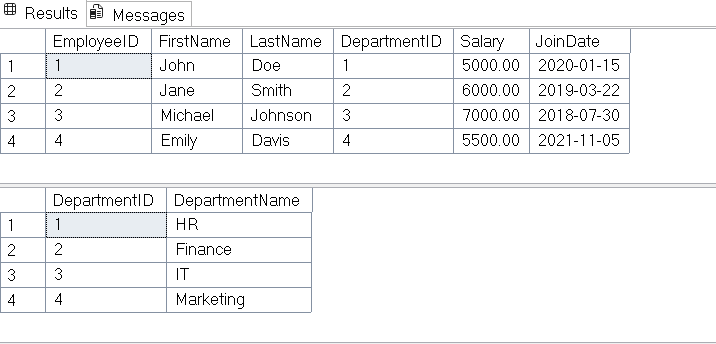 Results Messages
EmployeeID FirstName LastName DepartmentID Salary JoinDate
1 1 John Doe 1 5000.00 2020-01-15
2 2 Jane Smith 2 6000.00 2019-03-22
3 3 Michael Johnson 3 7000.00 2018-07-30
4 4 Emily Davis 4 5500.00 2021-11-05
DepartmentID DepartmentName
1 1 HR
2 2 Finance
3 3 IT
4 4 Marketing